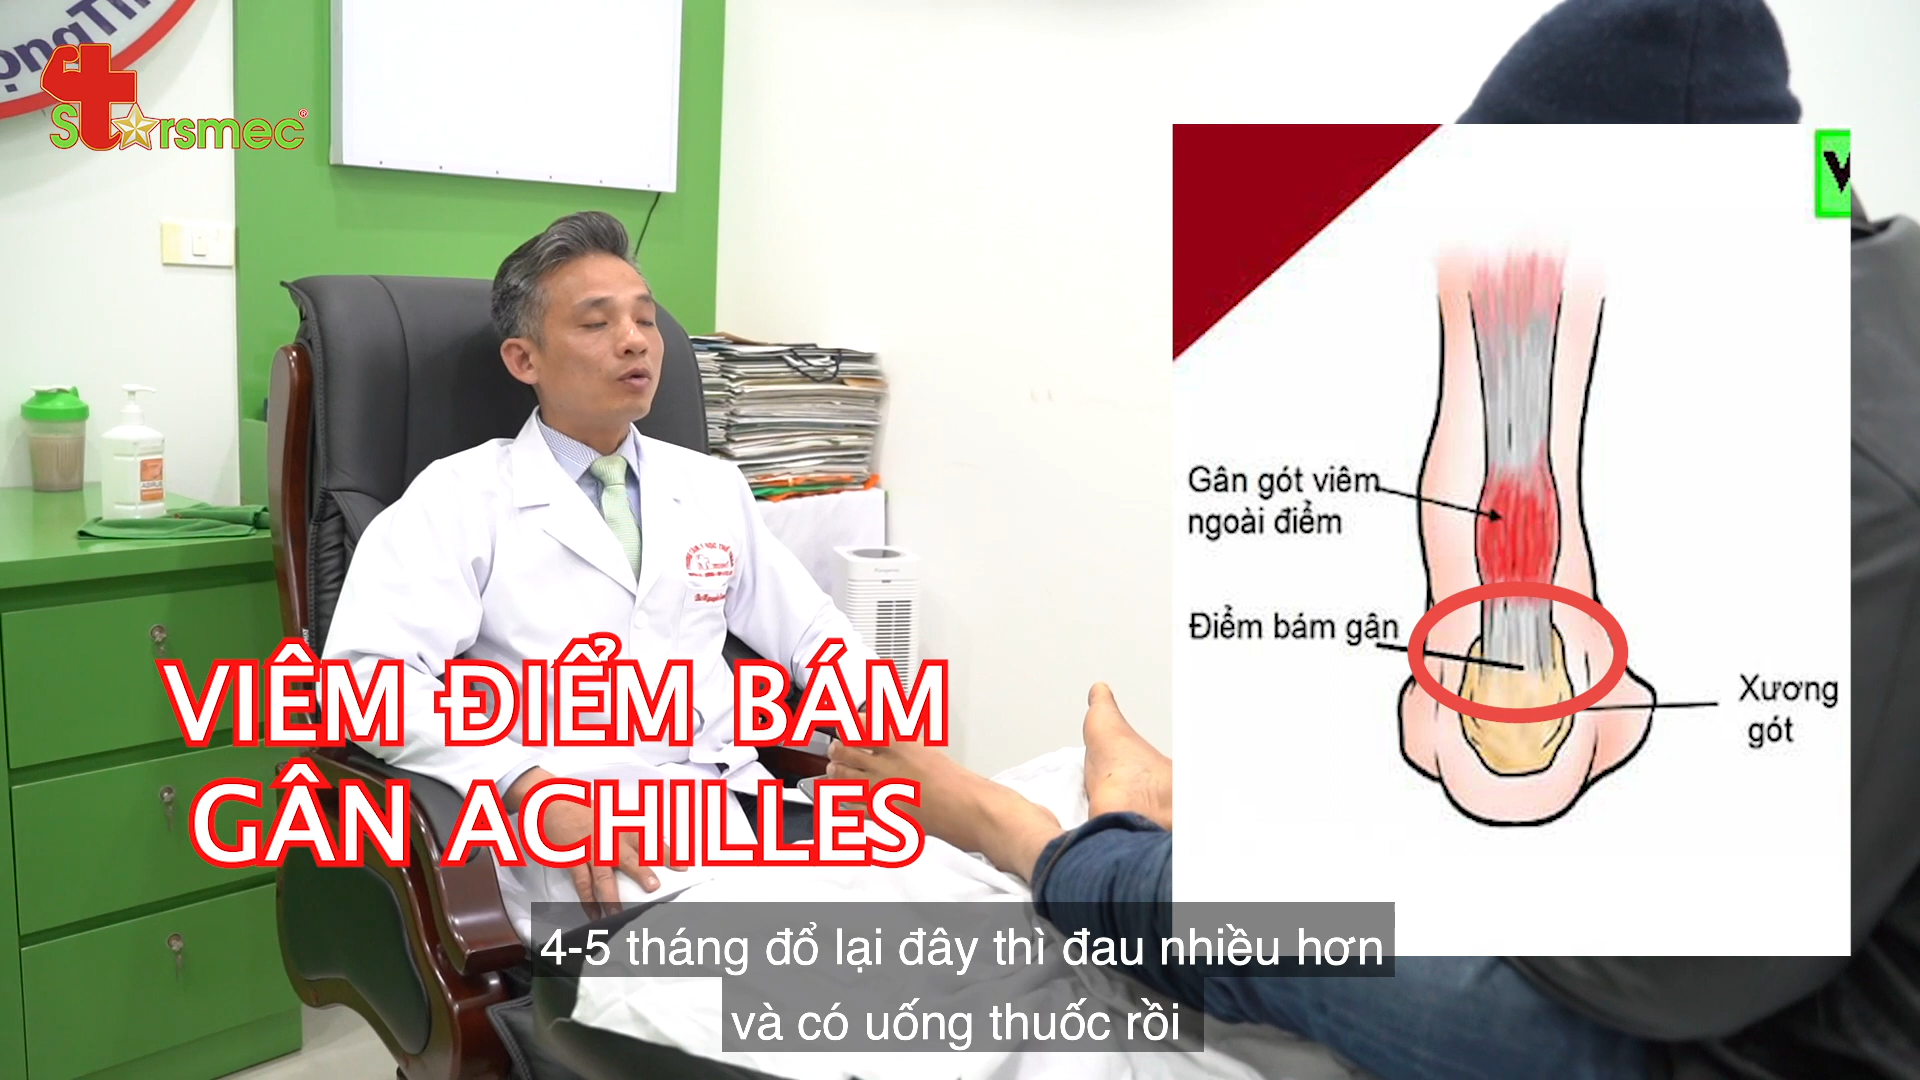 ọngTh
Starsmec®
V
Gân gót viêm
ngoài điểm
Điểm bám gân
Xương
gót
VIÊM ĐIỂM BÁM
GÂN ACHILLES
4-5 tháng đổ lại đây thì đau nhiều hơn
và có uống thuốc rồi